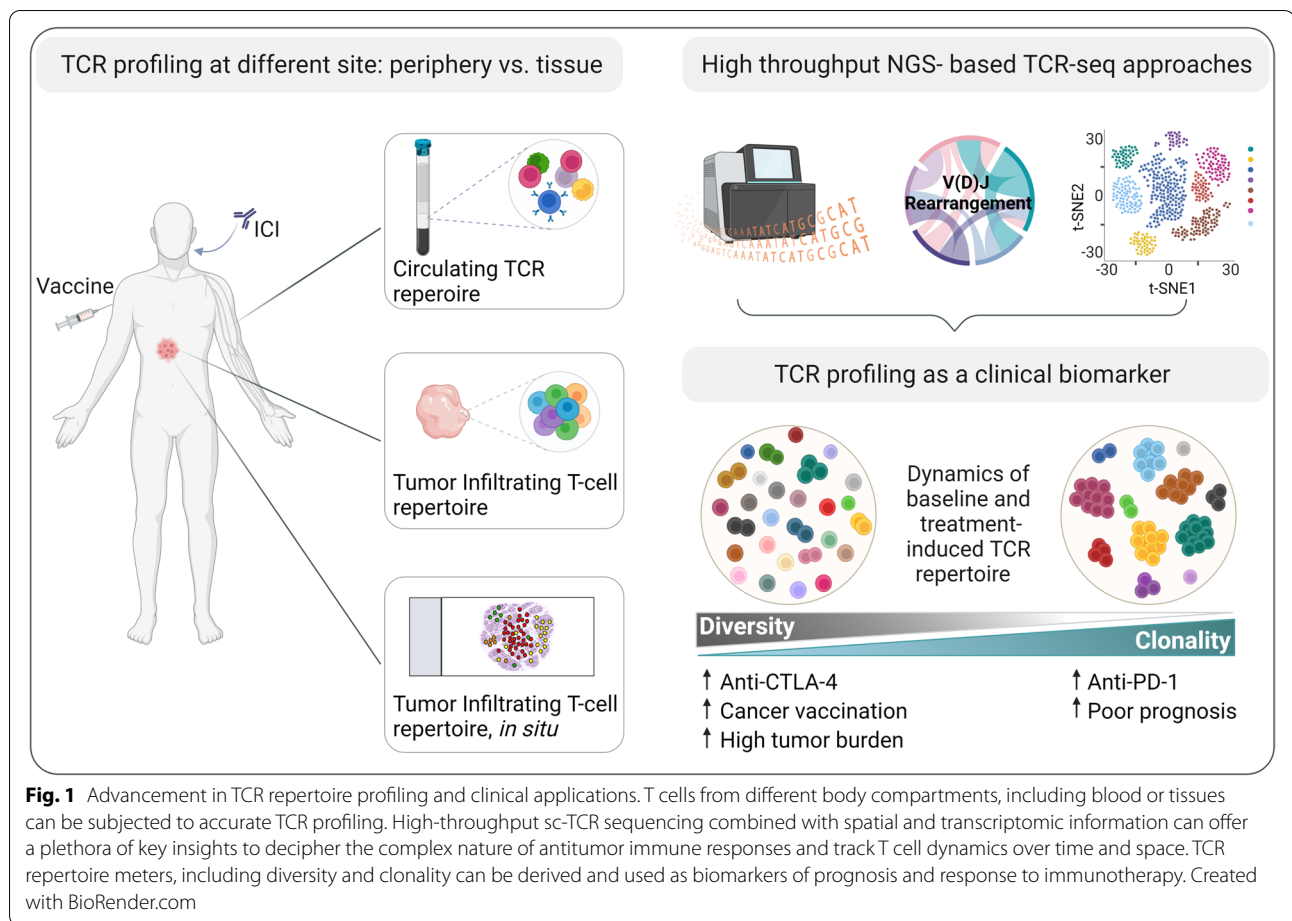 TCR profiling at different site: periphery vs. tissue
ICI
Vaccine
Circulating TCR
reperoire
Tumor Infiltrating T-cell
repertoire
Tumor Infiltrating T-cell
repertoire, in situ
High throughput NGS- based TCR-seq approaches
V(D)J
Rearrangement
30
0
-30
t-SNE2
-30
0
30
t-SNE1
TCR profiling as a clinical biomarker
Dynamics of
baseline and
treatment-
induced TCR
repertoire
Diversity
Clonality
↑ Anti-CTLA-4
↑ Cancer vaccination
↑ High tumor burden
↑ Anti-PD-1
↑ Poor prognosis
Fig. 1 Advancement in TCR repertoire profiling and clinical applications. T cells from different body compartments, including blood or tissues
can be subjected to accurate TCR profiling. High-throughput sc-TCR sequencing combined with spatial and transcriptomic information can offer
a plethora of key insights to decipher the complex nature of antitumor immune responses and track T cell dynamics over time and space. TCR
repertoire meters, including diversity and clonality can be derived and used as biomarkers of prognosis and response to immunotherapy. Created
with BioRender.com